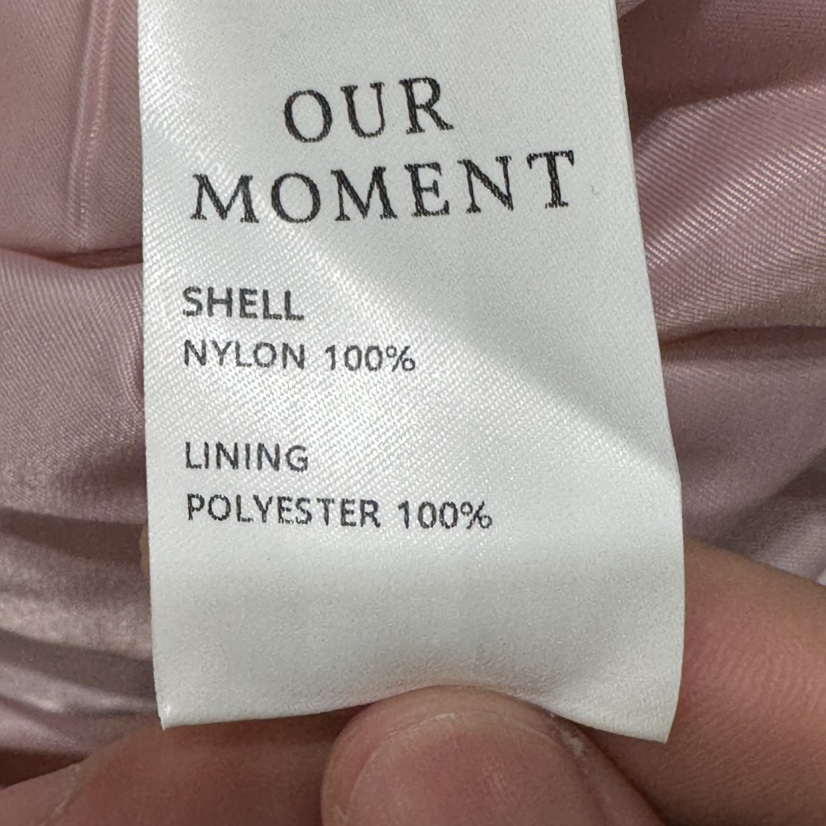 OUR
MOMENT
SHELL
NYLON 100%
LINING
POLYESTER 100%